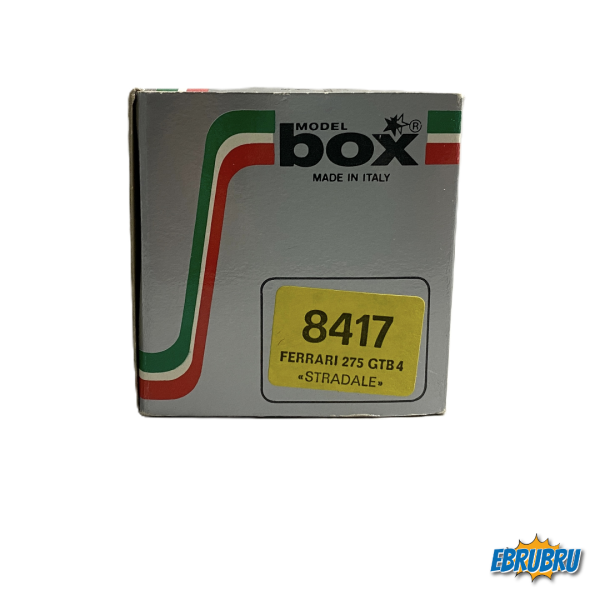 MODEL
box ®
MADE IN ITALY
8417
FERRARI 275 GTB4
«STRADALE»
EBRUBRU